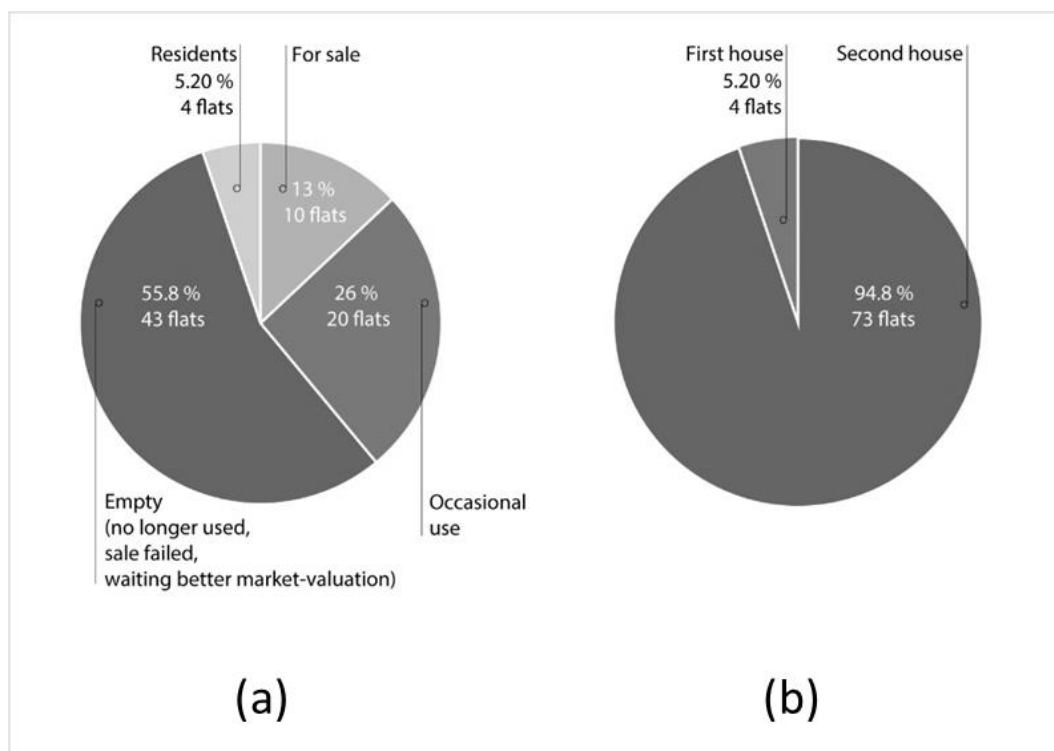 Residents
5.20 %
4 flats
For sale
13 %
10 flats
55.8 %
43 flats
26 %
20 flats
Empty
(no longer used,
sale failed,
waiting better market-valuation)
Occasional
use
(a)
First house
5.20 %
4 flats
Second house
94.8 %
73 flats
(b)